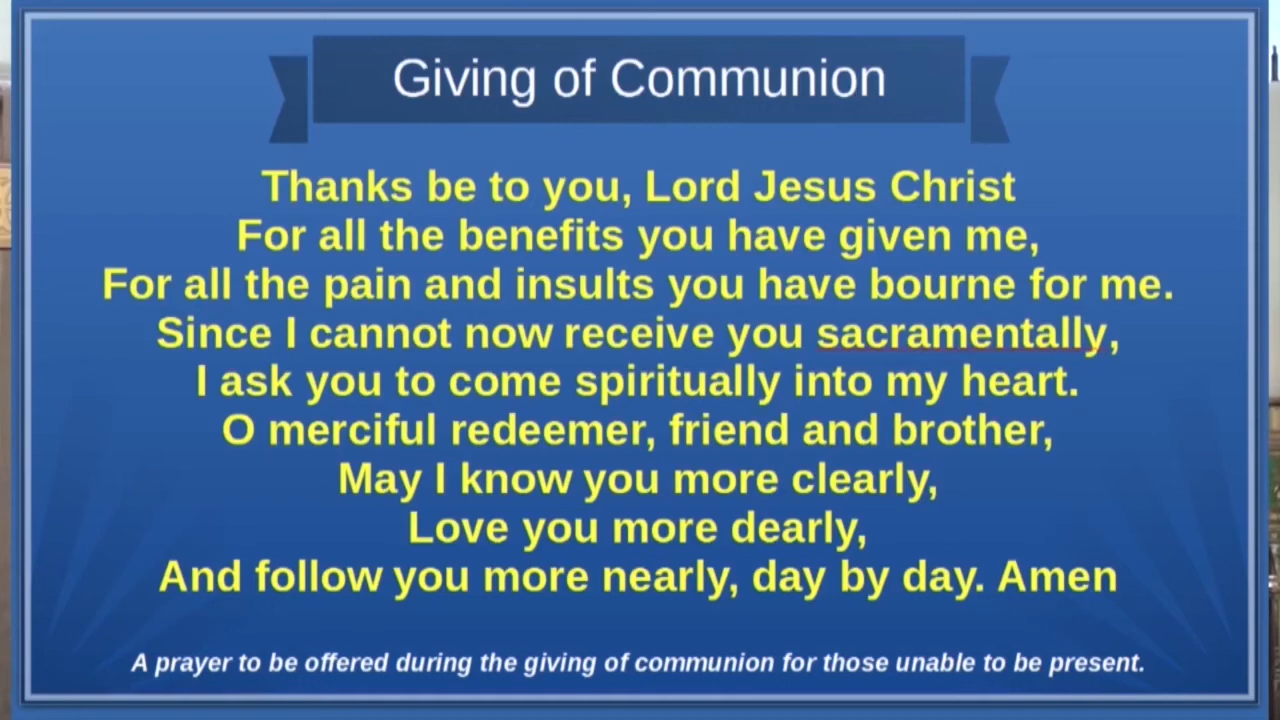 Giving of Communion
Thanks be to you, Lord Jesus Christ
For all the benefits you have given me,
For all the pain and insults you have bourne for me.
Since I cannot now receive you sacramentally,
I ask you to come spiritually into my heart.
O merciful redeemer, friend and brother,
May I know you more clearly,
Love you more dearly,
And follow you more nearly, day by day. Amen
A prayer to be offered during the giving of communion for those unable to be present.